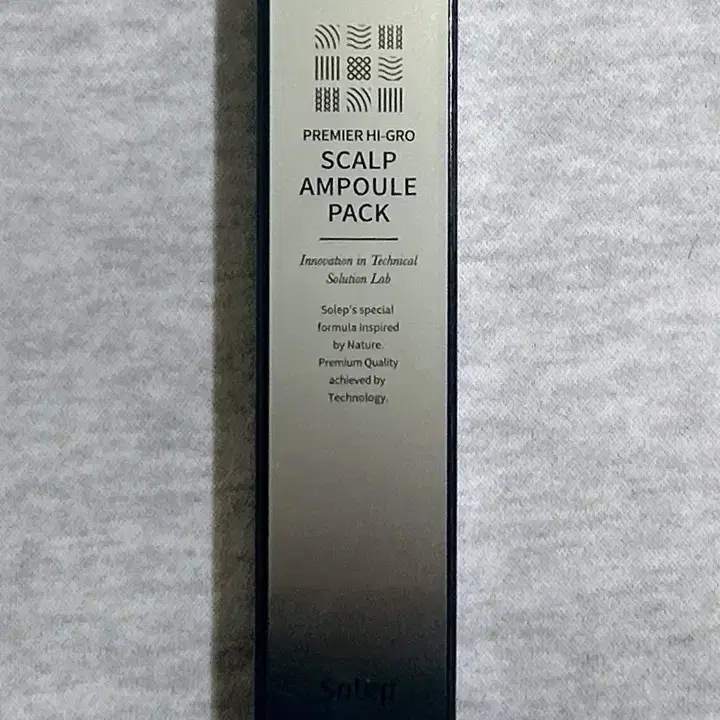 PREMIER HI-GRO
SCALP
AMPOULE
PACK
Innovation in Technical
Solution Lab
Solep's special
formula inspired
by Nature.
Premium Quality
achieved by
Technology.
Solep